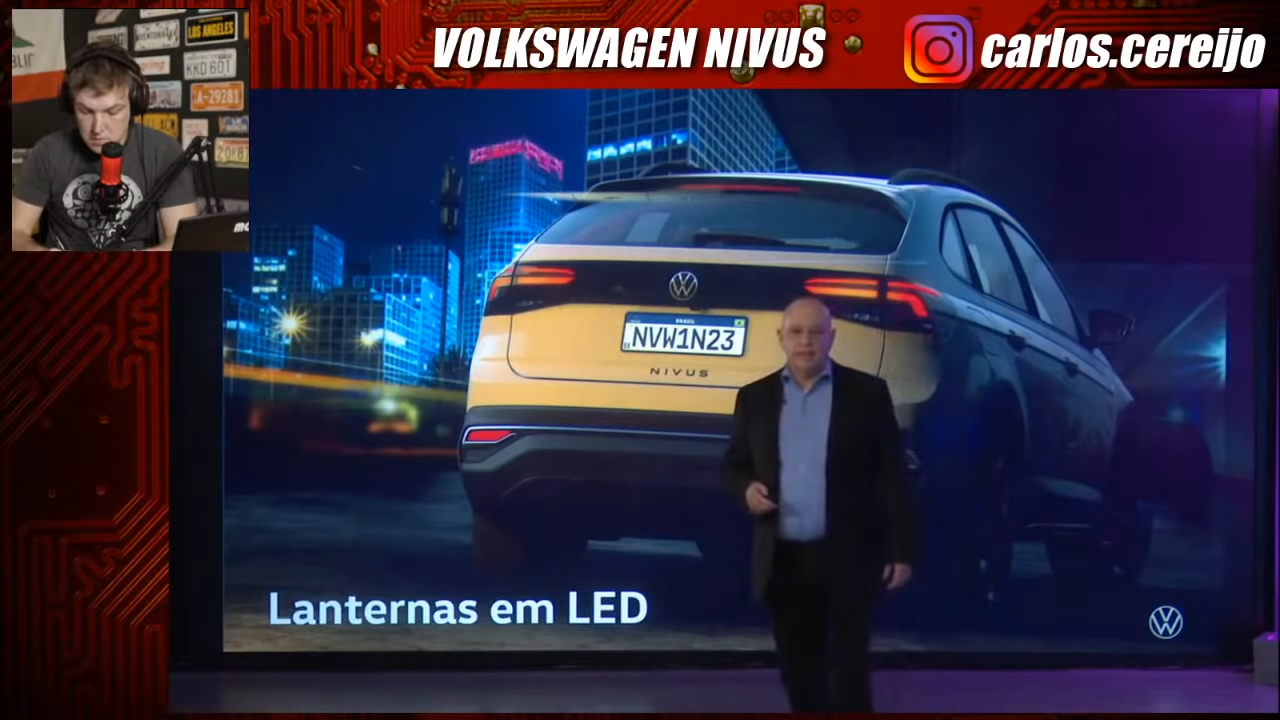 VOLKSWAGEN NIVUS
carlos.cereijo
LOS ANGELES
KKD 601
A-29281
BRASIL
NVW1N23
NIVUS
Lanternas em LED